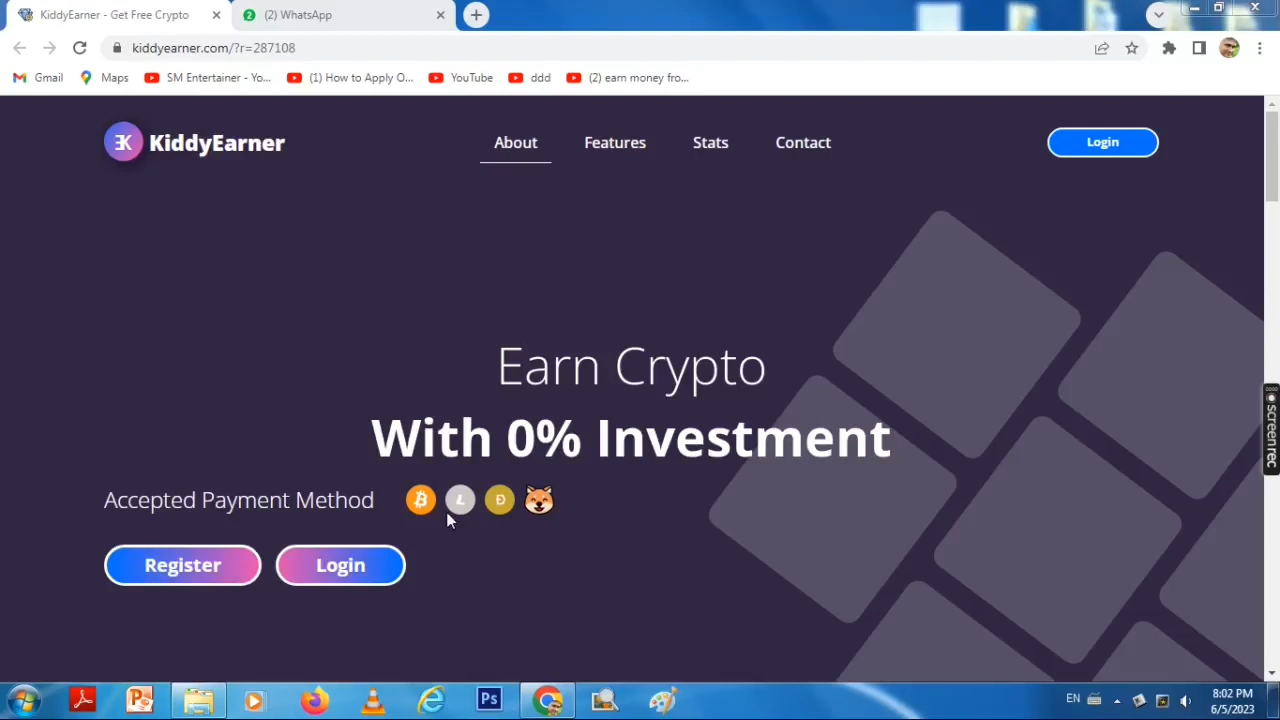 KiddyEarner - Get Free Crypto
(2) WhatsApp
kiddyearner.com/?r=287108
Gmail
Maps
SM Entertainer - Yo...
(1) How to Apply O...
YouTube
ddd
(2) earn money fro...
KiddyEarner
About
Features
Stats
Contact
Login
Earn Crypto
With 0% Investment
Accepted Payment Method
Register
Login
screenrec
Ps
EN
8:02 PM
6/5/2023